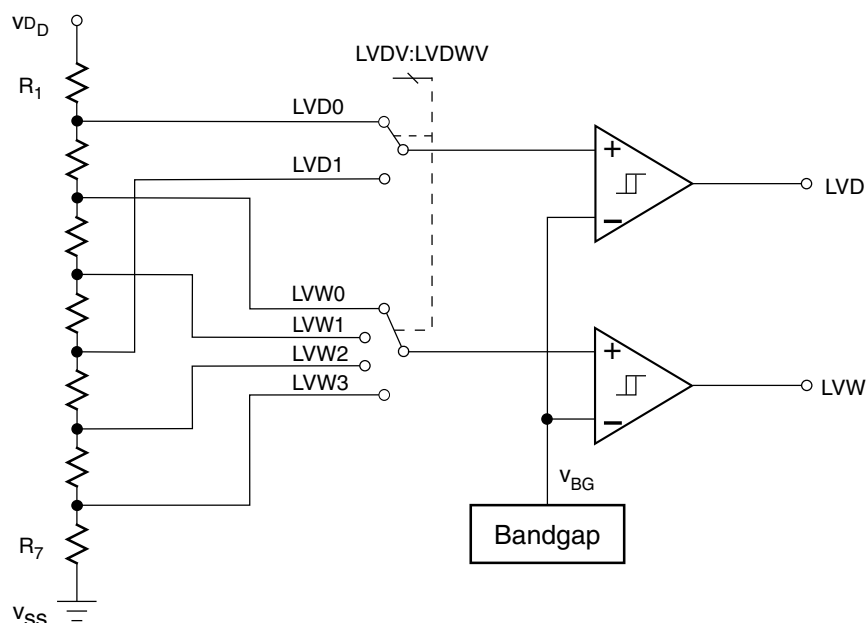 VDD
LVDV:LVDWV
R1
LVD0
LVD1
+
−
LVD
LVW0
LVW1
LVW2
LVW3
+
−
LVW
VBG
Bandgap
R7
VSS